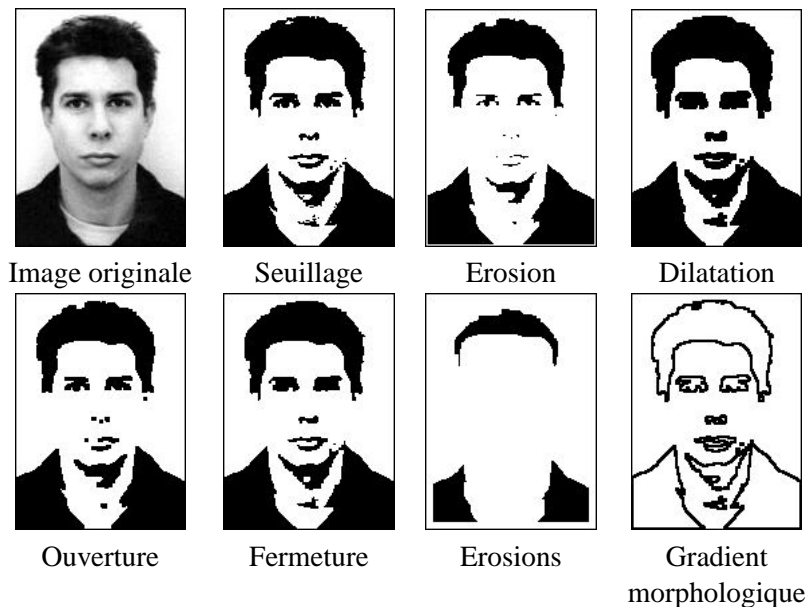 Image originale
Seuillage
Erosion
Dilatation
Ouverture
Fermeture
Erosions
Gradient
morphologique